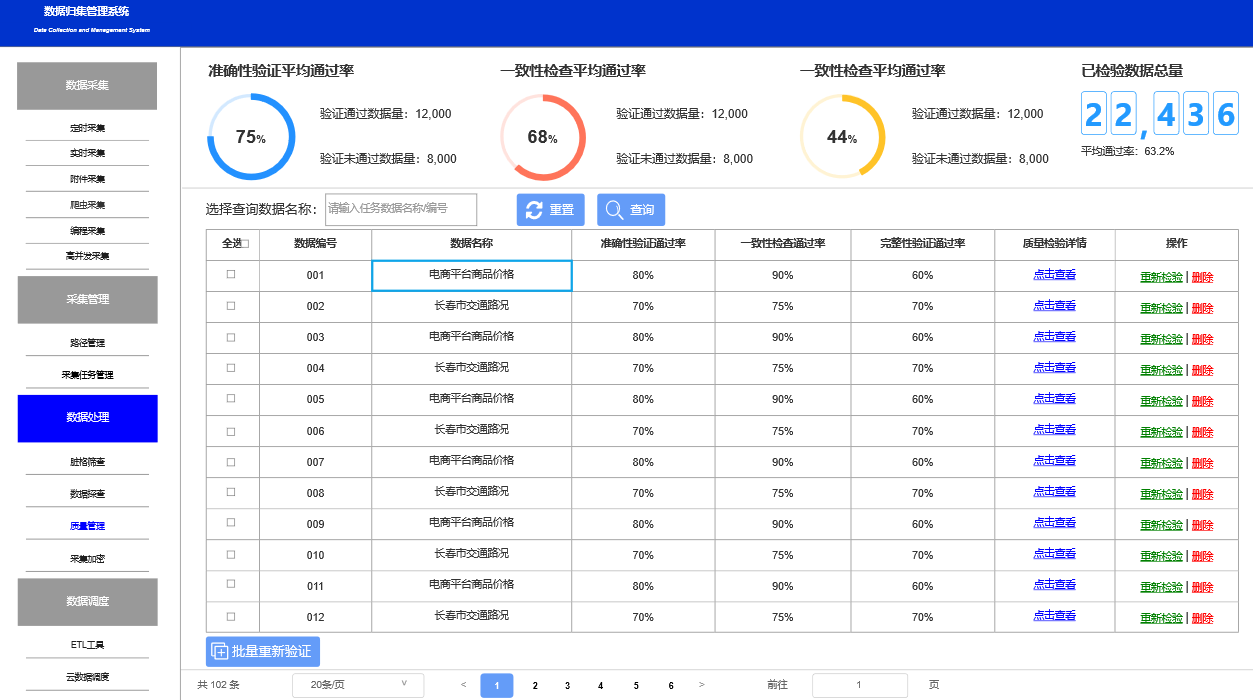 数据归集管理系统
Data Collection and Management System
数据采集
定时采集
实时采集
附件采集
爬虫采集
编程采集
高并发采集
采集管理
路径管理
采集任务管理
数据处理
脏格筛查
数据探查
质量管理
采集加密
数据调度
ETL工具
云数据调度
准确性验证平均通过率
75%
验证通过数据量：12,000
验证未通过数据量：8,000
一致性检查平均通过率
68%
验证通过数据量：12,000
验证未通过数据量：8,000
一致性检查平均通过率
44%
验证通过数据量：12,000
验证未通过数据量：8,000
已检验数据总量
22,436
平均通过率：63.2%
选择查询数据名称： 请输入任务数据名称/编号 重置 查询
全选 数据编号 数据名称 准确性验证通过率 一致性检查通过率 完整性验证通过率 质量检验详情 操作
001 电商平台商品价格 80% 90% 60% 点击查看 重新检验 | 删除
002 长春市交通路况 70% 75% 70% 点击查看 重新检验 | 删除
003 电商平台商品价格 80% 90% 60% 点击查看 重新检验 | 删除
004 长春市交通路况 70% 75% 70% 点击查看 重新检验 | 删除
005 电商平台商品价格 80% 90% 60% 点击查看 重新检验 | 删除
006 长春市交通路况 70% 75% 70% 点击查看 重新检验 | 删除
007 电商平台商品价格 80% 90% 60% 点击查看 重新检验 | 删除
008 长春市交通路况 70% 75% 70% 点击查看 重新检验 | 删除
009 电商平台商品价格 80% 90% 60% 点击查看 重新检验 | 删除
010 长春市交通路况 70% 75% 70% 点击查看 重新检验 | 删除
011 电商平台商品价格 80% 90% 60% 点击查看 重新检验 | 删除
012 长春市交通路况 70% 75% 70% 点击查看 重新检验 | 删除
批量重新验证
共 102 条 20条/页 < 1 2 3 4 5 6 > 前往 1 页